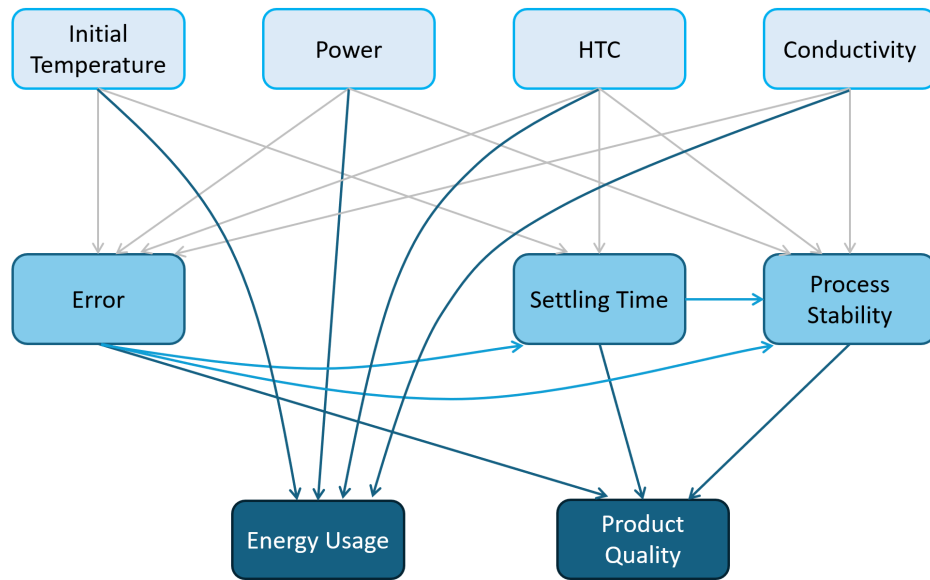 Initial
Temperature
Power
HTC
Conductivity
Error
Settling Time
Process
Stability
Energy Usage
Product
Quality